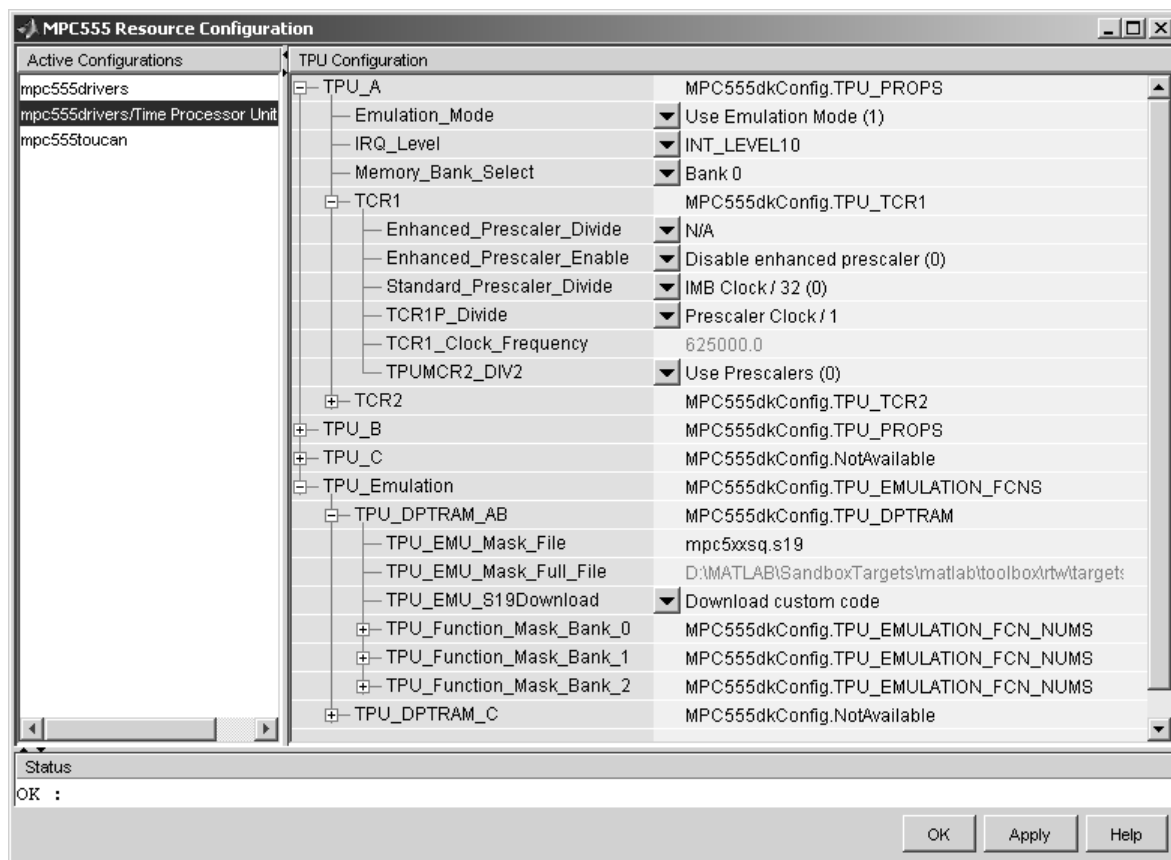 MPC555 Resource Configuration
Active Configurations
mpc555drivers
mpc555drivers/Time Processor Unit
mpc555toucan
TPU Configuration
TPU_A MPC555dkConfig.TPU_PROPS
Emulation_Mode Use Emulation Mode (1)
IRQ_Level INT_LEVEL10
Memory_Bank_Select Bank 0
TCR1 MPC555dkConfig.TPU_TCR1
Enhanced_Prescaler_Divide N/A
Enhanced_Prescaler_Enable Disable enhanced prescaler (0)
Standard_Prescaler_Divide IMB Clock / 32 (0)
TCR1P_Divide Prescaler Clock / 1
TCR1_Clock_Frequency 625000.0
TPUMCR2_DIV2 Use Prescalers (0)
TCR2 MPC555dkConfig.TPU_TCR2
TPU_B MPC555dkConfig.TPU_PROPS
TPU_C MPC555dkConfig.NotAvailable
TPU_Emulation MPC555dkConfig.TPU_EMULATION_FCNS
TPU_DPTRAM_AB MPC555dkConfig.TPU_DPTRAM
TPU_EMU_Mask_File mpc5xxsq.s19
TPU_EMU_Mask_Full_File D:\MATLAB\SandboxTargets\matlab\toolbox\rtw\targets
TPU_EMU_S19Download Download custom code
TPU_Function_Mask_Bank_0 MPC555dkConfig.TPU_EMULATION_FCN_NUMS
TPU_Function_Mask_Bank_1 MPC555dkConfig.TPU_EMULATION_FCN_NUMS
TPU_Function_Mask_Bank_2 MPC555dkConfig.TPU_EMULATION_FCN_NUMS
TPU_DPTRAM_C MPC555dkConfig.NotAvailable
Status
OK :
OK Apply Help